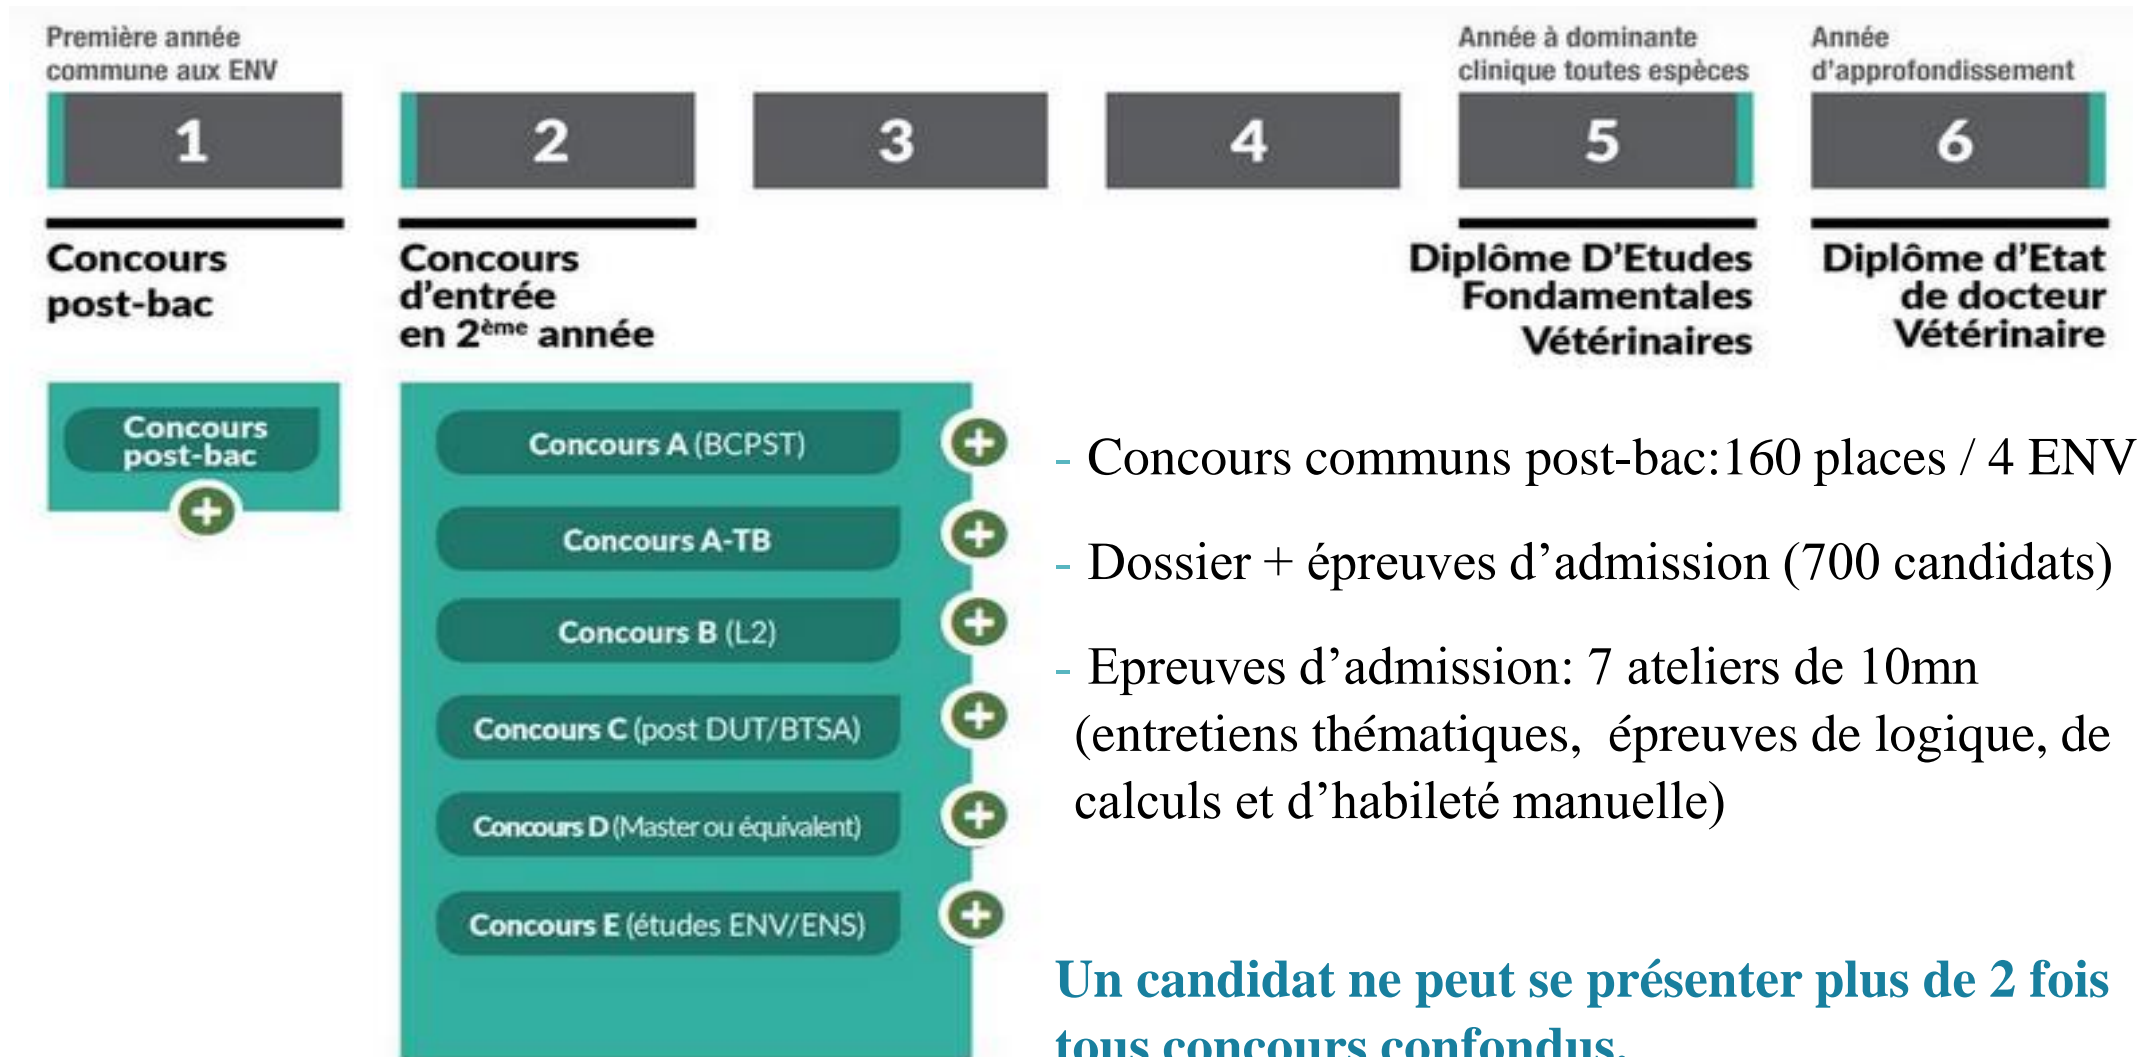 Première année
commune aux ENV
Année à dominante
clinique toutes espèces
Année
d'approfondissement
1
2
3
4
5
6
Concours
post-bac
Concours
d'entrée
en 2ème année
Diplôme D'Etudes
Fondamentales
Vétérinaires
Diplôme d'Etat
de docteur
Vétérinaire
Concours
post-bac
+
Concours A (BCPST)
+
Concours A-TB
+
Concours B (L2)
+
Concours C (post DUT/BTSA)
+
Concours D (Master ou équivalent)
+
Concours E (études ENV/ENS)
+
- Concours communs post-bac:160 places / 4 ENV
- Dossier + épreuves d'admission (700 candidats)
- Epreuves d'admission: 7 ateliers de 10mn
(entretiens thématiques, épreuves de logique, de
calculs et d'habileté manuelle)
Un candidat ne peut se présenter plus de 2 fois
tous concours confondus.